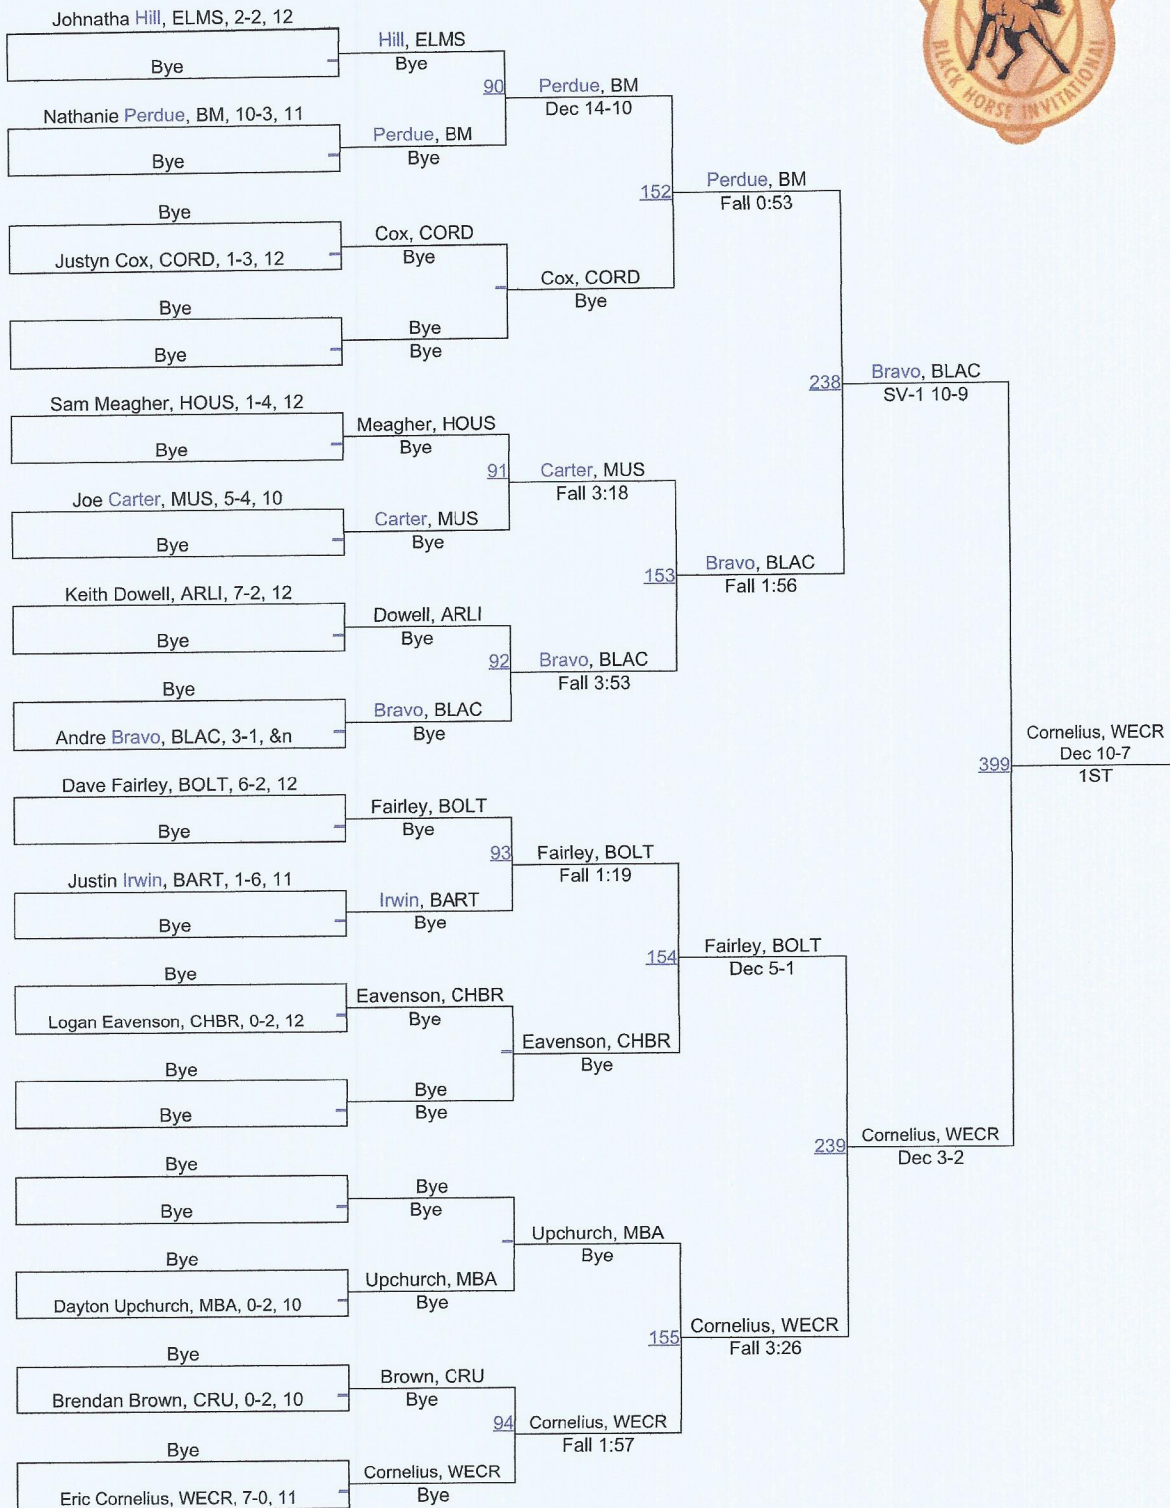 Johnatha Hill, ELMS, 2-2, 12
Bye
Nathanie Perdue, BM, 10-3, 11
Bye
Bye
Justyn Cox, CORD, 1-3, 12
Bye
Bye
Sam Meagher, HOUS, 1-4, 12
Bye
Joe Carter, MUS, 5-4, 10
Bye
Keith Dowell, ARLI, 7-2, 12
Bye
Bye
Andre Bravo, BLAC, 3-1, &n
Dave Fairley, BOLT, 6-2, 12
Bye
Justin Irwin, BART, 1-6, 11
Bye
Bye
Logan Eavenson, CHBR, 0-2, 12
Bye
Bye
Bye
Bye
Bye
Dayton Upchurch, MBA, 0-2, 10
Bye
Brendan Brown, CRU, 0-2, 10
Bye
Eric Cornelius, WECR, 7-0, 11
Hill, ELMS
Bye
90
Perdue, BM
Bye
Cox, CORD
Bye
Bye
Bye
Meagher, HOUS
Bye
91
Carter, MUS
Bye
Dowell, ARLI
Bye
92
Bravo, BLAC
Bye
Fairley, BOLT
Bye
93
Irwin, BART
Bye
Eavenson, CHBR
Bye
Bye
Bye
Bye
Bye
Upchurch, MBA
Bye
Brown, CRU
Bye
94
Cornelius, WECR
Bye
Perdue, BM
Dec 14-10
152
Cox, CORD
Bye
Carter, MUS
Fall 3:18
153
Bravo, BLAC
Fall 3:53
Fairley, BOLT
Fall 1:19
154
Eavenson, CHBR
Bye
Upchurch, MBA
Bye
155
Cornelius, WECR
Fall 1:57
Perdue, BM
Fall 0:53
238
Bravo, BLAC
Fall 1:56
Fairley, BOLT
Dec 5-1
239
Cornelius, WECR
Fall 3:26
Bravo, BLAC
SV-1 10-9
399
Cornelius, WECR
Dec 3-2
Cornelius, WECR
Dec 10-7
1ST
BLACK HORSE INVITATIONAL